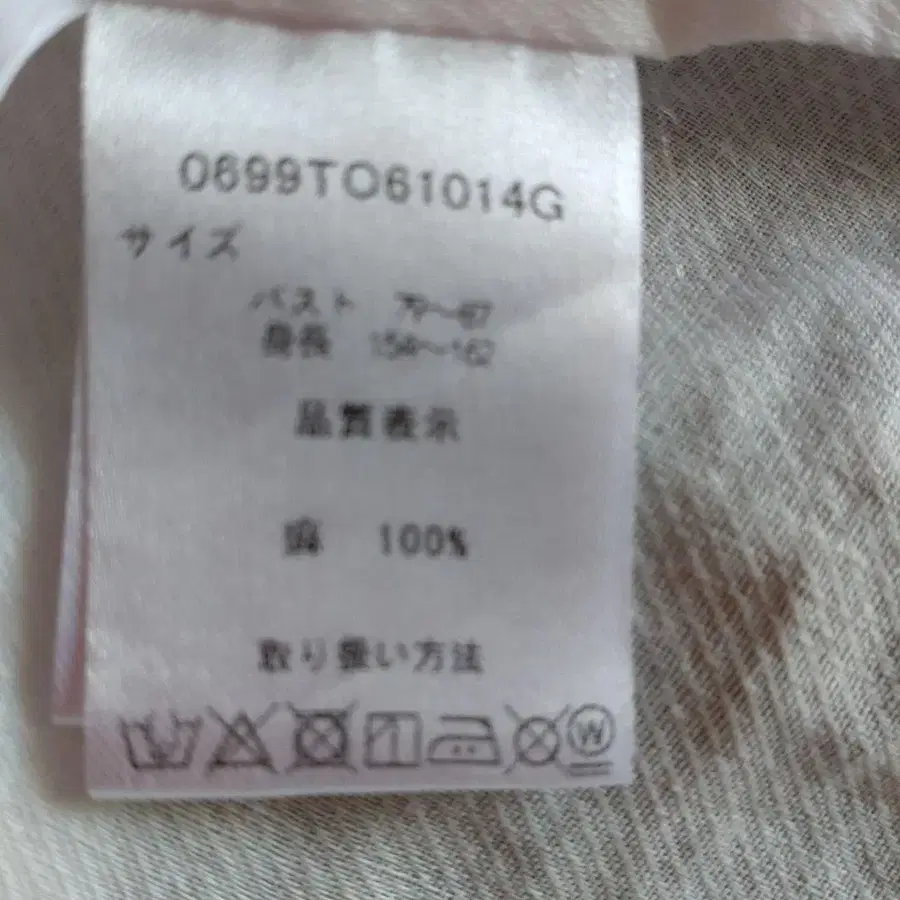 0699TO61014G
サイズ
バスト 79〜87
身長 154〜162
品質表示
麻 100%
取り扱い方法
W